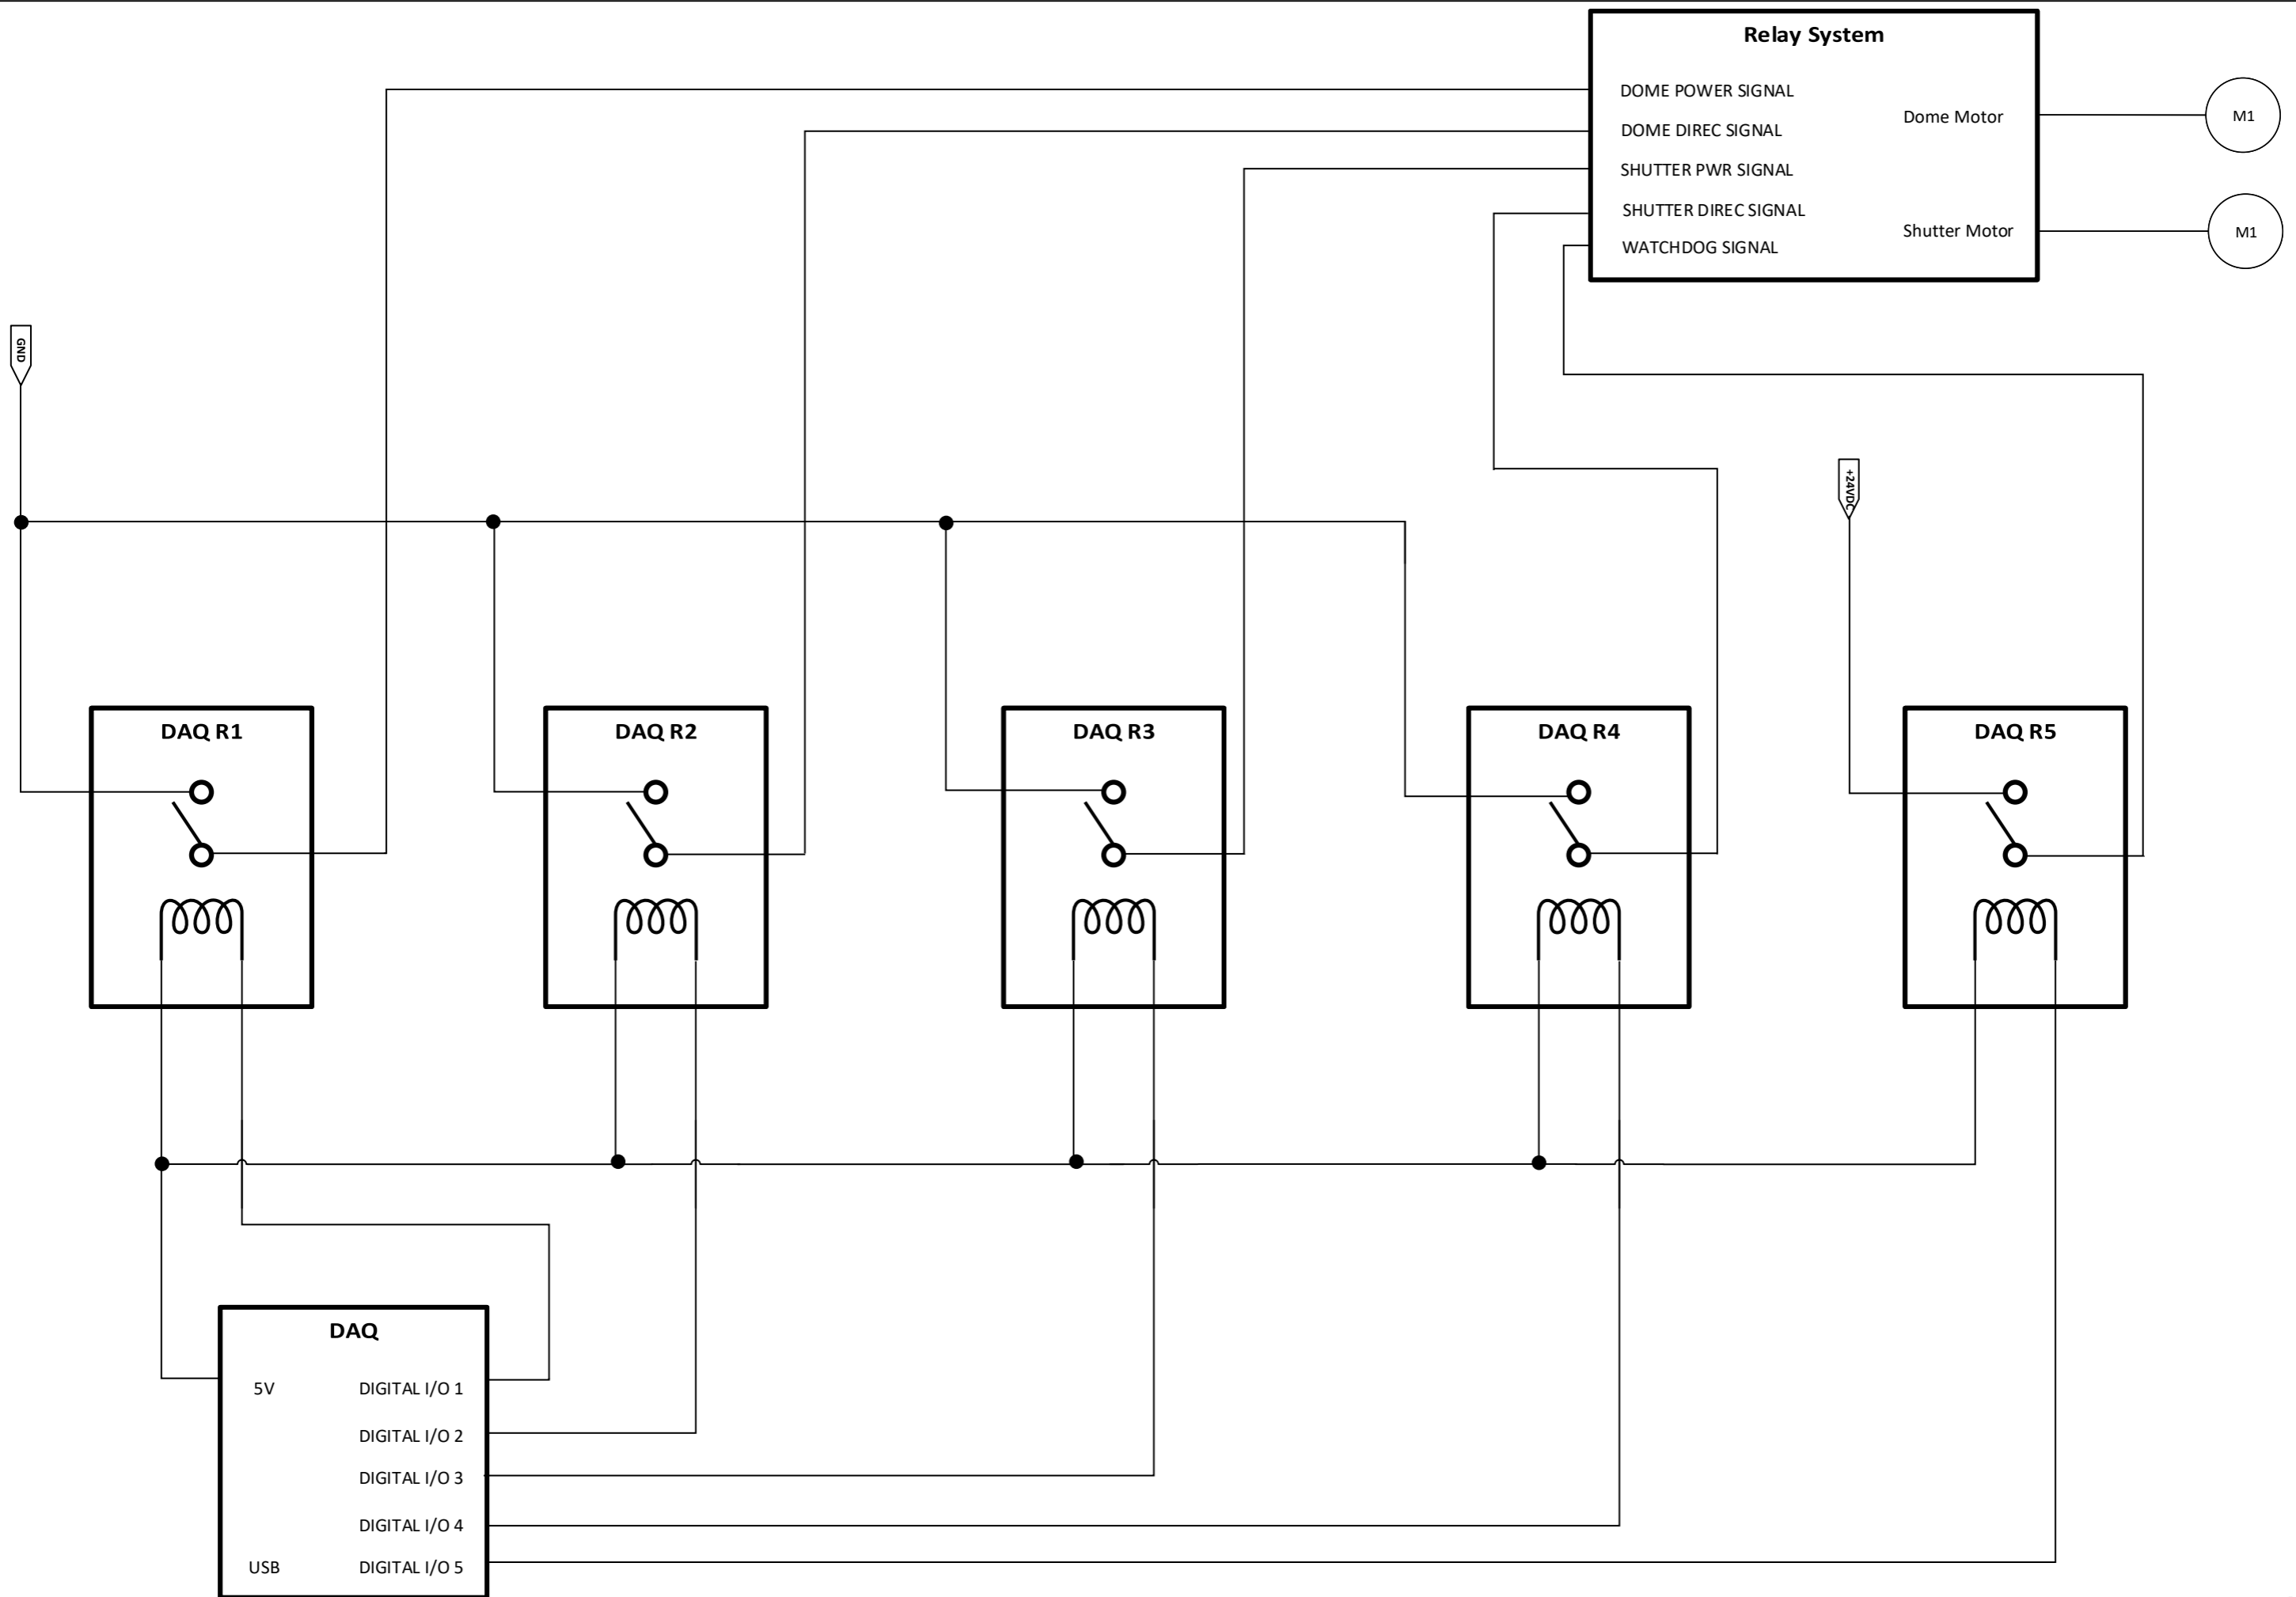 Relay System
DOME POWER SIGNAL
Dome Motor
M1
DOME DIREC SIGNAL
SHUTTER PWR SIGNAL
SHUTTER DIREC SIGNAL
Shutter Motor
M1
WATCHDOG SIGNAL
GND
+24VDC
DAQ R1
DAQ R2
DAQ R3
DAQ R4
DAQ R5
DAQ
5V
DIGITAL I/O 1
DIGITAL I/O 2
DIGITAL I/O 3
DIGITAL I/O 4
USB
DIGITAL I/O 5